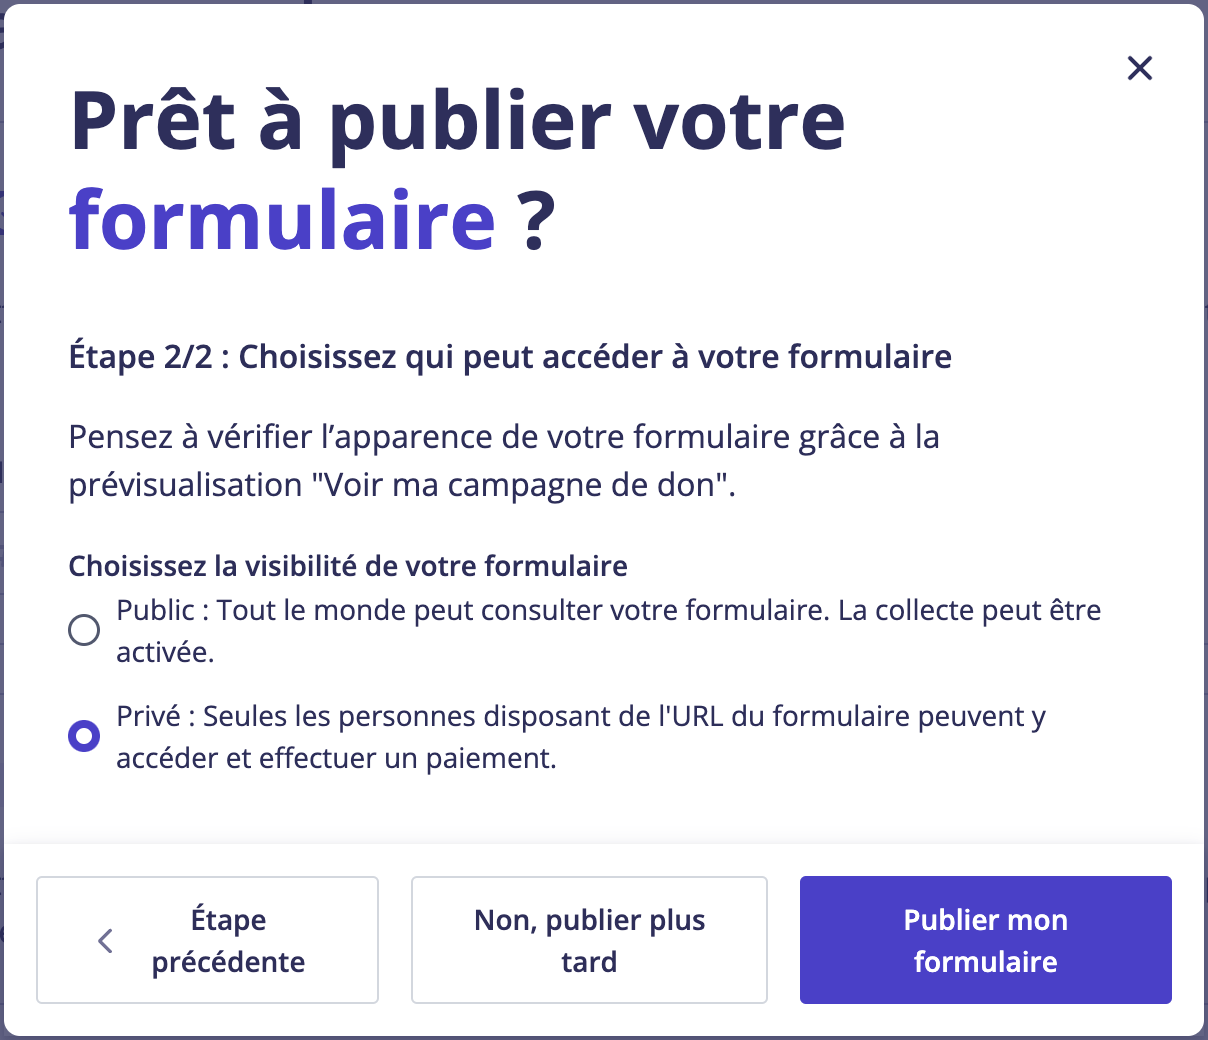 Prêt à publier votre
formulaire ?
Étape 2/2 : Choisissez qui peut accéder à votre formulaire
Pensez à vérifier l’apparence de votre formulaire grâce à la
prévisualisation "Voir ma campagne de don".
Choisissez la visibilité de votre formulaire
Public : Tout le monde peut consulter votre formulaire. La collecte peut être
activée.
Privé : Seules les personnes disposant de l'URL du formulaire peuvent y
accéder et effectuer un paiement.
Étape
précédente
Non, publier plus
tard
Publier mon
formulaire